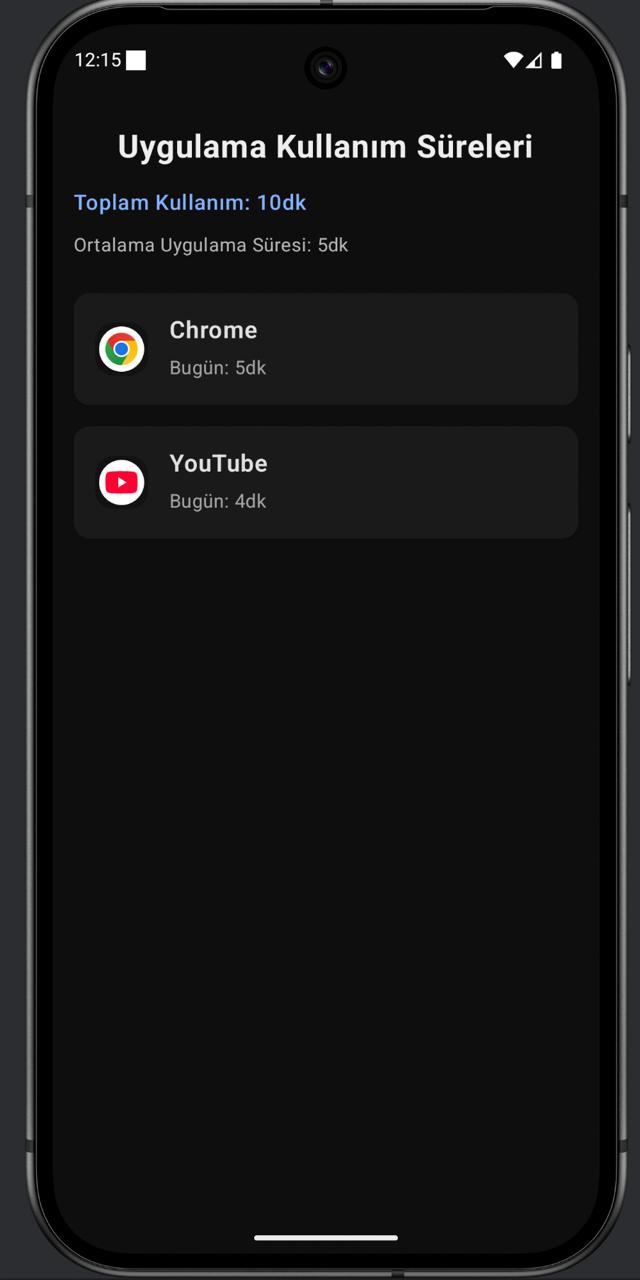 12:15
Uygulama Kullanım Süreleri
Toplam Kullanım: 10dk
Ortalama Uygulama Süresi: 5dk
Chrome
Bugün: 5dk
YouTube
Bugün: 4dk